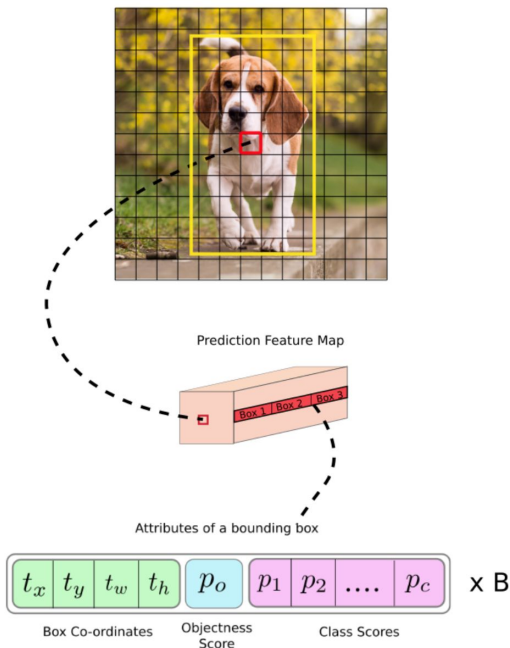 Prediction Feature Map
Box 1 Box 2 Box 3
Attributes of a bounding box
t_x t_y t_w t_h p_o p_1 p_2 .... p_c x B
Box Co-ordinates Objectness Score Class Scores